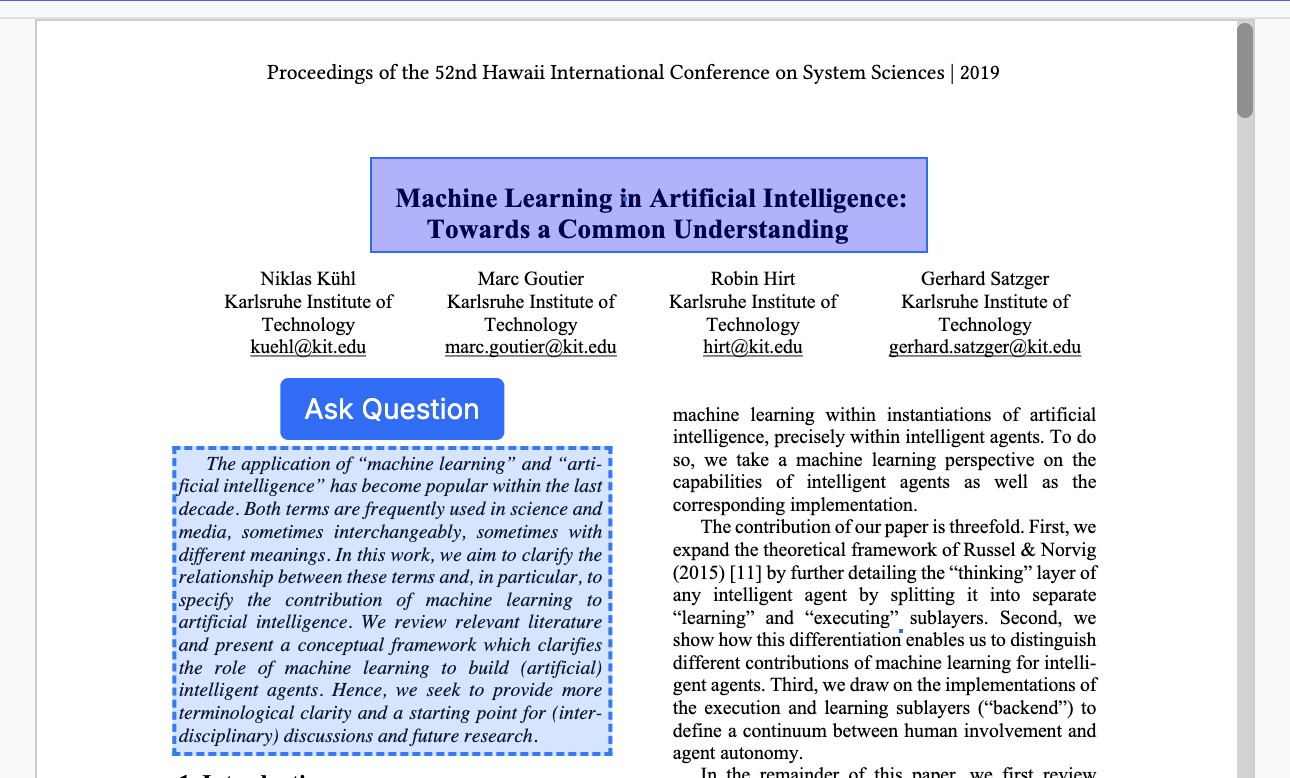 Proceedings of the 52nd Hawaii International Conference on System Sciences | 2019
Machine Learning in Artificial Intelligence:
Towards a Common Understanding
Niklas Kühl
Karlsruhe Institute of
Technology
kuehl@kit.edu
Marc Goutier
Karlsruhe Institute of
Technology
marc.goutier@kit.edu
Robin Hirt
Karlsruhe Institute of
Technology
hirt@kit.edu
Gerhard Satzger
Karlsruhe Institute of
Technology
gerhard.satzger@kit.edu
Ask Question
The application of “machine learning” and “arti-
ficial intelligence” has become popular within the last
decade. Both terms are frequently used in science and
media, sometimes interchangeably, sometimes with
different meanings. In this work, we aim to clarify the
relationship between these terms and, in particular, to
specify the contribution of machine learning to
artificial intelligence. We review relevant literature
and present a conceptual framework which clarifies
the role of machine learning to build (artificial)
intelligent agents. Hence, we seek to provide more
terminological clarity and a starting point for (inter-
disciplinary) discussions and future research.
1. Introduction
machine learning within instantiations of artificial
intelligence, precisely within intelligent agents. To do
so, we take a machine learning perspective on the
capabilities of intelligent agents as well as the
corresponding implementation.
The contribution of our paper is threefold. First, we
expand the theoretical framework of Russel & Norvig
(2015) [11] by further detailing the “thinking” layer of
any intelligent agent by splitting it into separate
“learning” and “executing” sublayers. Second, we
show how this differentiation enables us to distinguish
different contributions of machine learning for intelli-
gent agents. Third, we draw on the implementations of
the execution and learning sublayers (“backend”) to
define a continuum between human involvement and
agent autonomy.
In the remainder of this paper, we first review